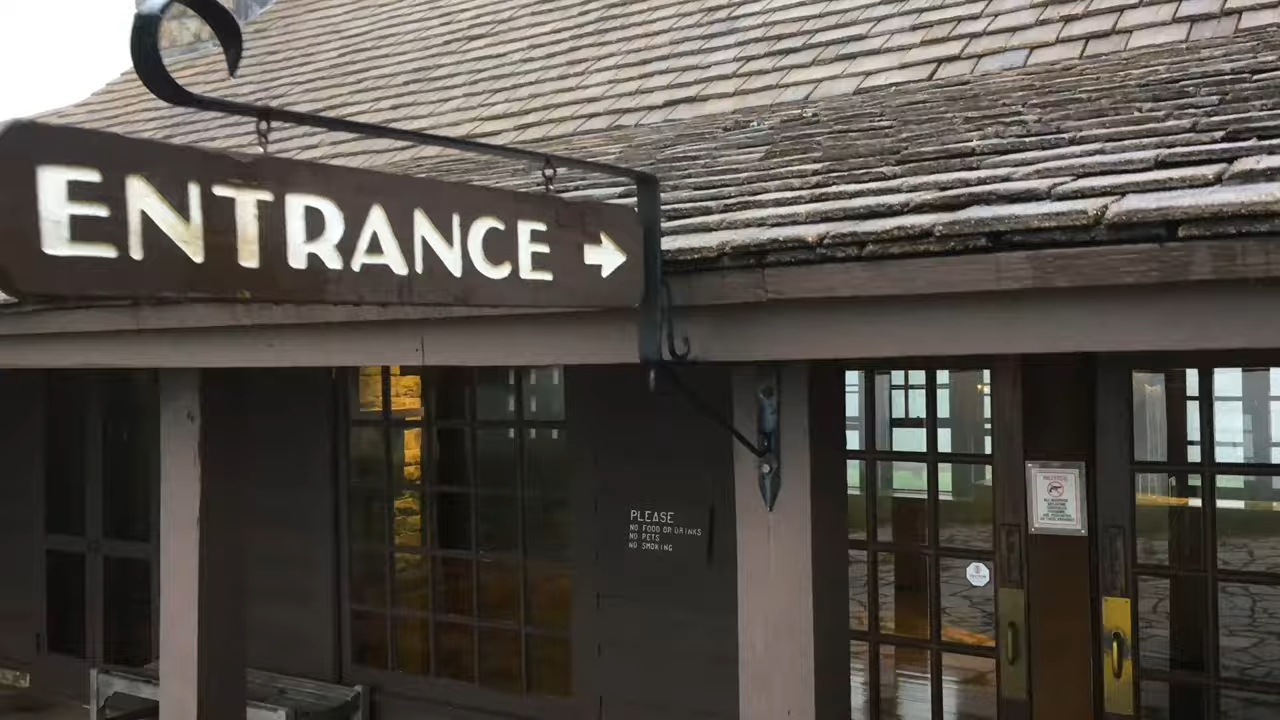 ENTRANCE →
PLEASE
NO FOOD OR DRINKS
NO PETS
NO SMOKING